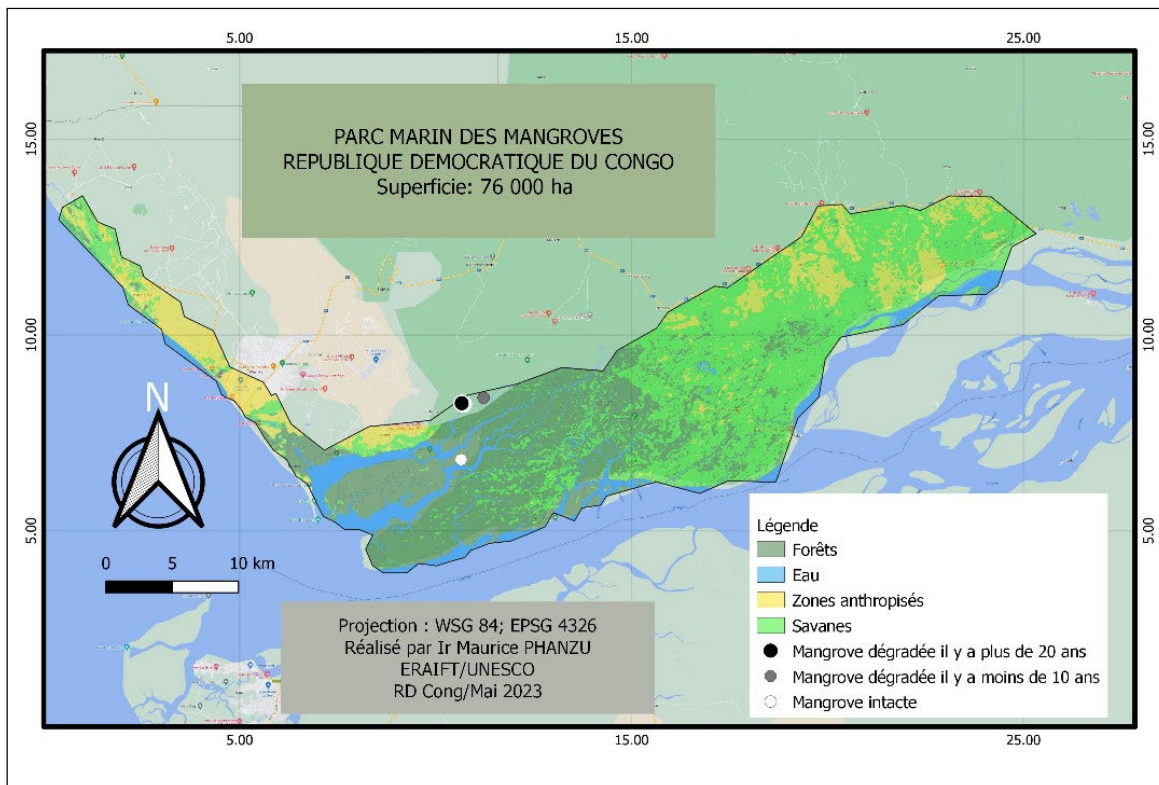 5.00
15.00
25.00
PARC MARIN DES MANGROVES
REPUBLIQUE DEMOCRATIQUE DU CONGO
Superficie: 76 000 ha
15.00
15.00
10.00
10.00
5.00
5.00
N
0 5 10 km
Légende
Forêts
Eau
Zones anthropisés
Savanes
Mangrove dégradée il y a plus de 20 ans
Mangrove dégradée il y a moins de 10 ans
Mangrove intacte
Projection : WSG 84; EPSG 4326
Réalisé par Ir Maurice PHANZU
ERAIFT/UNESCO
RD Cong/Mai 2023
5.00
15.00
25.00